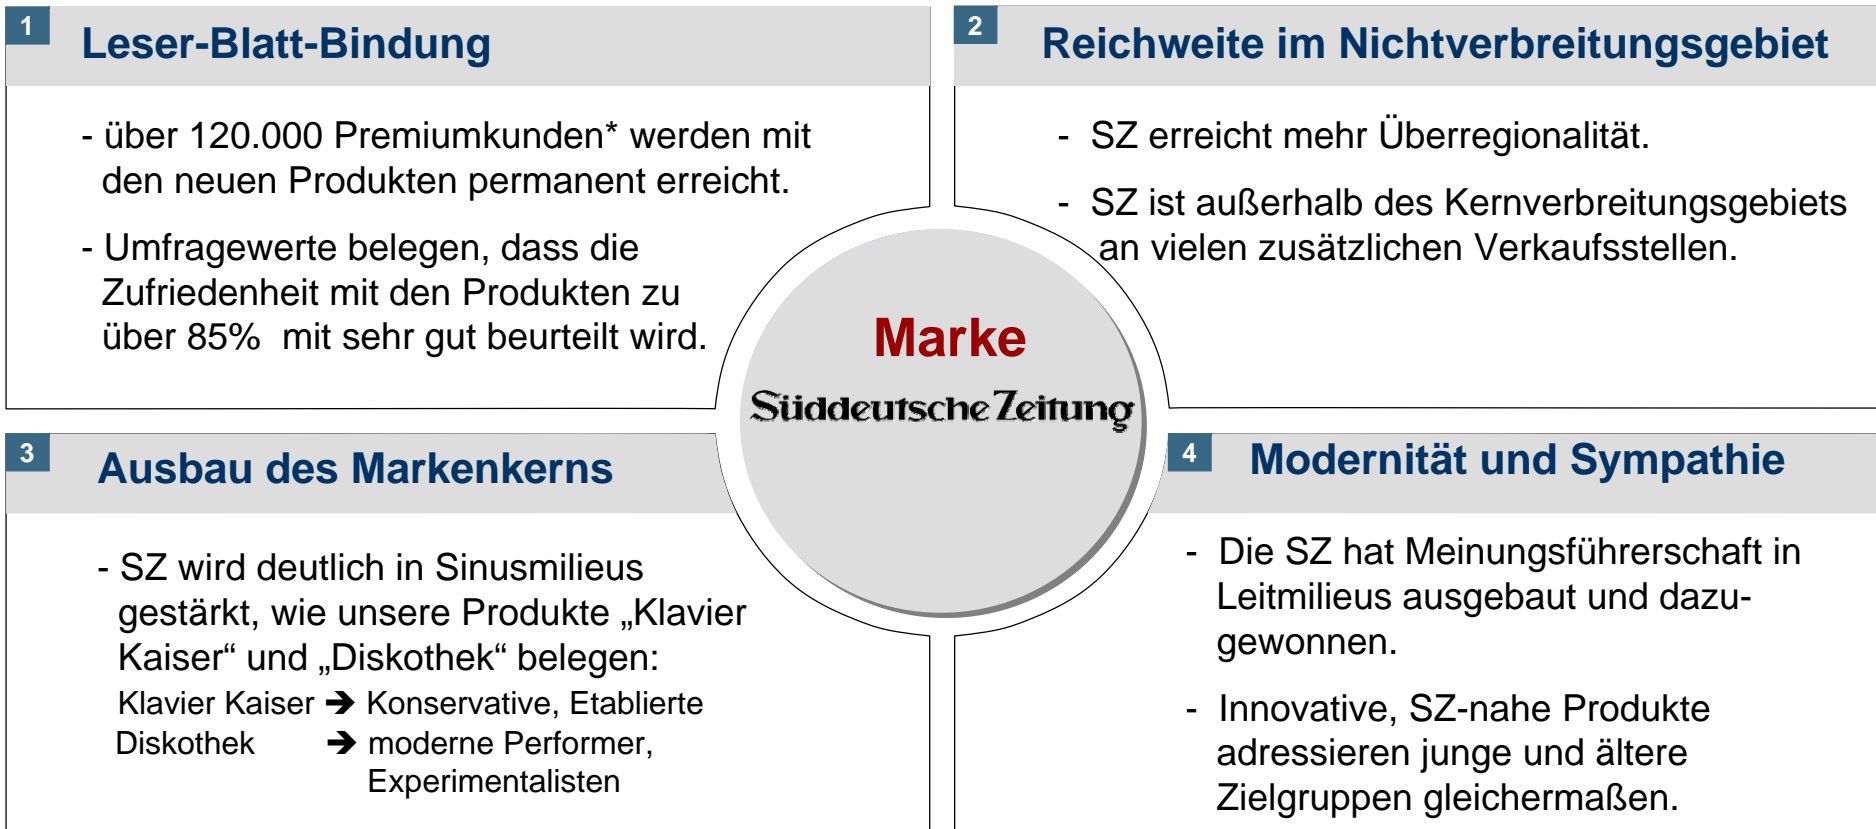 1
Leser-Blatt-Bindung
- über 120.000 Premiumkunden* werden mit
den neuen Produkten permanent erreicht.
- Umfragewerte belegen, dass die
Zufriedenheit mit den Produkten zu
über 85% mit sehr gut beurteilt wird.
2
Reichweite im Nichtverbreitungsgebiet
- SZ erreicht mehr Überregionalität.
- SZ ist außerhalb des Kernverbreitungsgebiets
an vielen zusätzlichen Verkaufsstellen.
Marke
Süddeutsche Zeitung
3
Ausbau des Markenkerns
- SZ wird deutlich in Sinusmilieus
gestärkt, wie unsere Produkte „Klavier
Kaiser“ und „Diskothek“ belegen:
Klavier Kaiser ➔ Konservative, Etablierte
Diskothek ➔ moderne Performer,
Experimentalisten
4
Modernität und Sympathie
- Die SZ hat Meinungsführerschaft in
Leitmilieus ausgebaut und dazu-
gewonnen.
- Innovative, SZ-nahe Produkte
adressieren junge und ältere
Zielgruppen gleichermaßen.